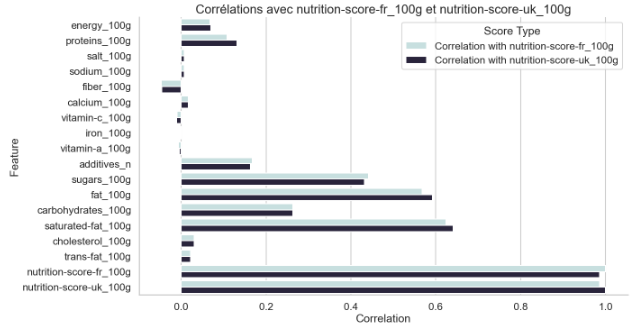 Corrélations avec nutrition-score-fr_100g et nutrition-score-uk_100g
Score Type
Correlation with nutrition-score-fr_100g
Correlation with nutrition-score-uk_100g
Feature
energy_100g
proteins_100g
salt_100g
sodium_100g
fiber_100g
calcium_100g
vitamin-c_100g
iron_100g
vitamin-a_100g
additives_n
sugars_100g
fat_100g
carbohydrates_100g
saturated-fat_100g
cholesterol_100g
trans-fat_100g
nutrition-score-fr_100g
nutrition-score-uk_100g
0.0 0.2 0.4 0.6 0.8 1.0
Correlation